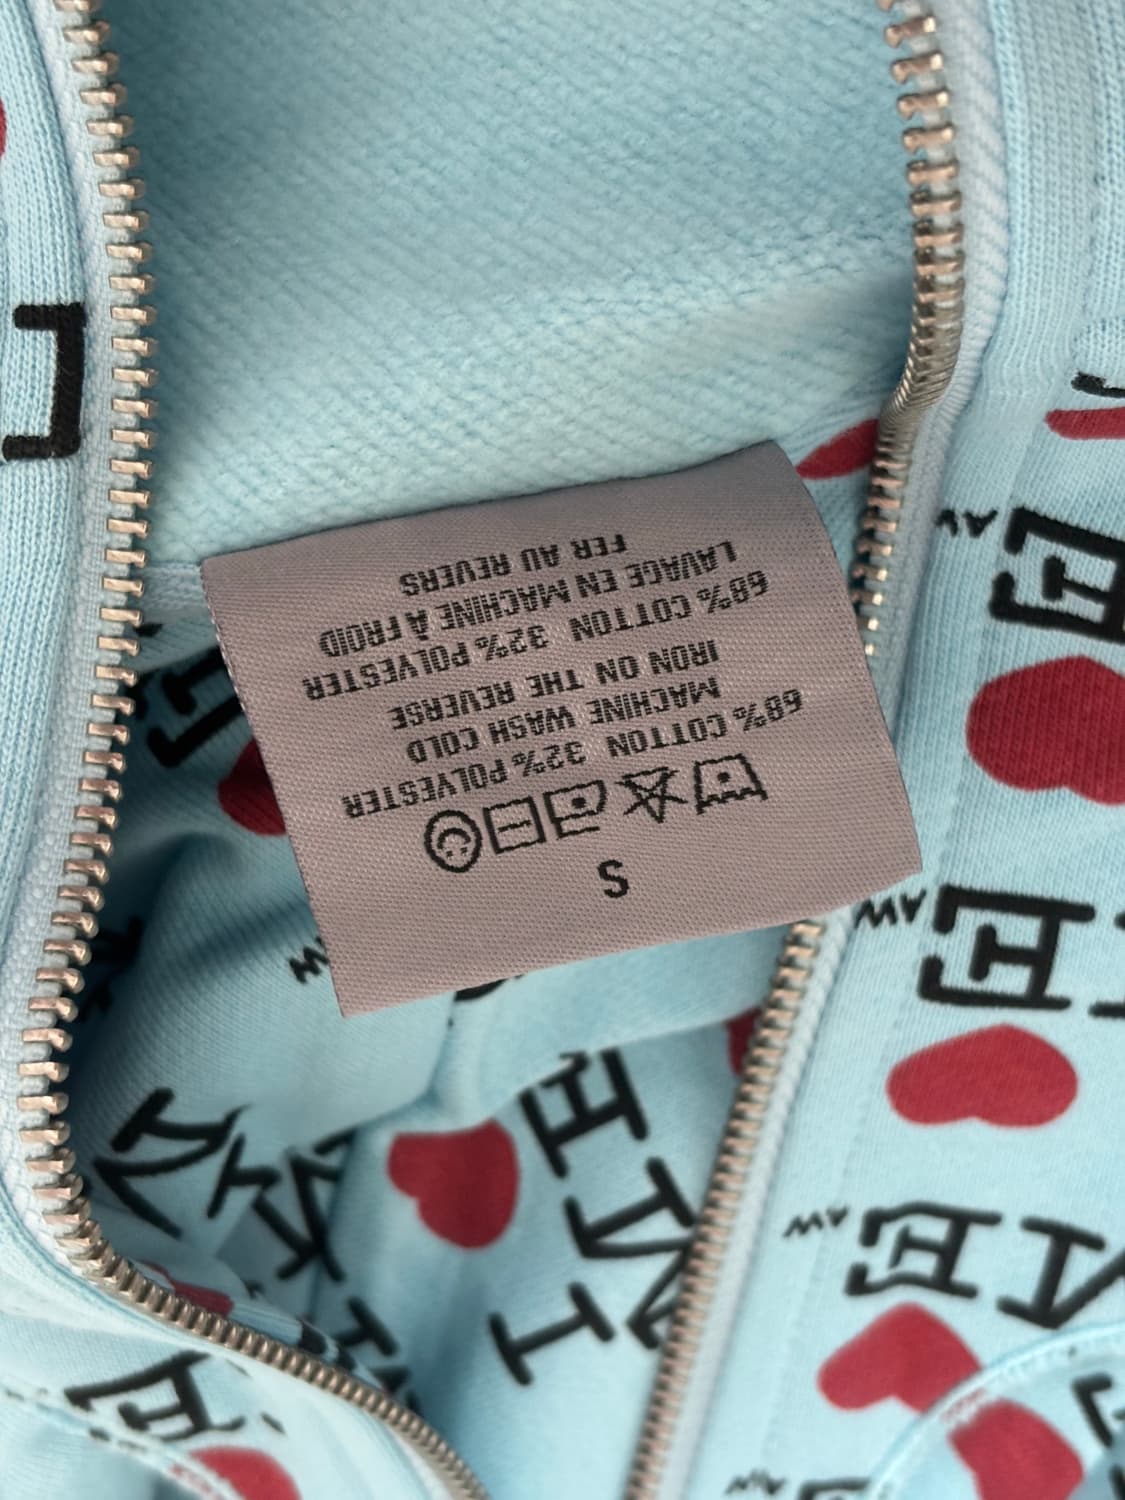 S
68% COTTON 32% POLYESTER
MACHINE WASH COLD
IRON ON THE REVERSE
68% COTTON 32% POLYESTER
LAVAGE EN MACHINE À FROID
FER AU REVERS